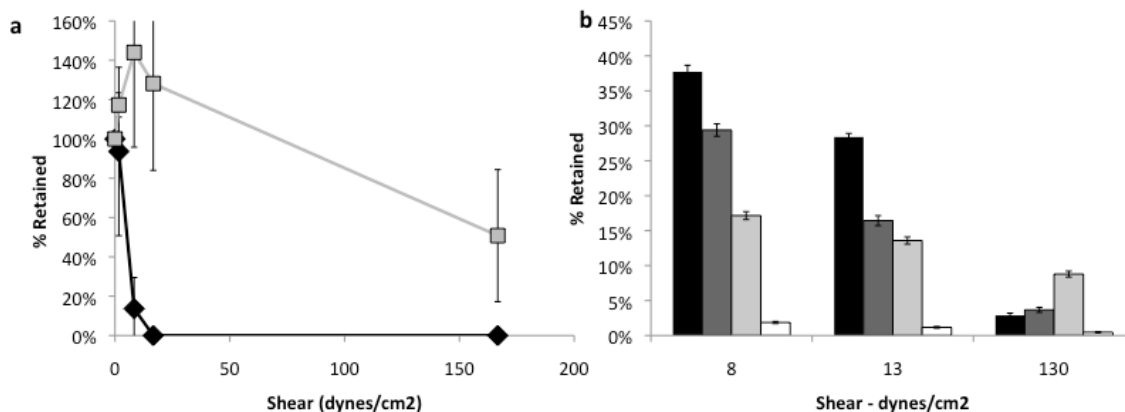 a
160%
140%
120%
100%
80%
60%
40%
20%
0%
% Retained
0 50 100 150 200
Shear (dynes/cm2)
b
45%
40%
35%
30%
25%
20%
15%
10%
5%
0%
% Retained
8 13 130
Shear - dynes/cm2